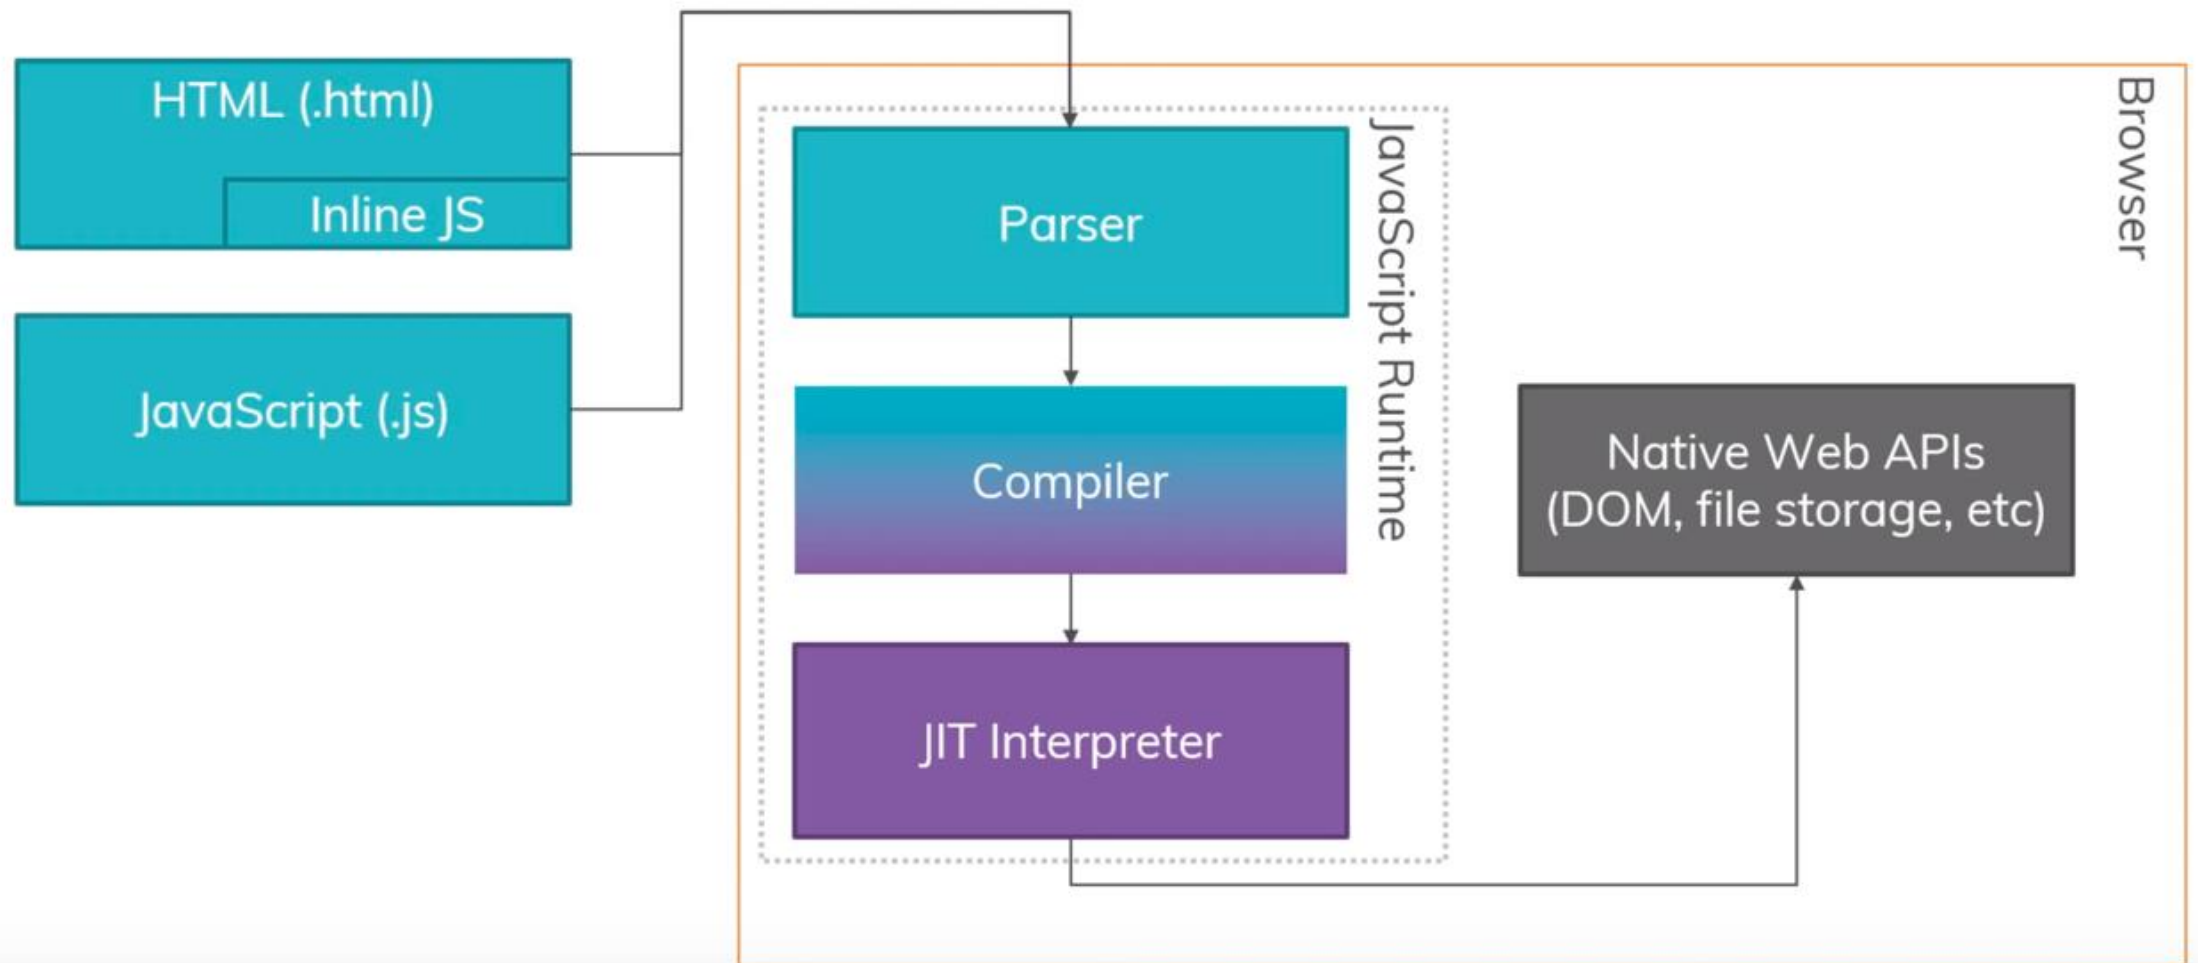 HTML (.html)
Inline JS
JavaScript (.js)
Browser
JavaScript Runtime
Parser
Compiler
JIT Interpreter
Native Web APIs
(DOM, file storage, etc)